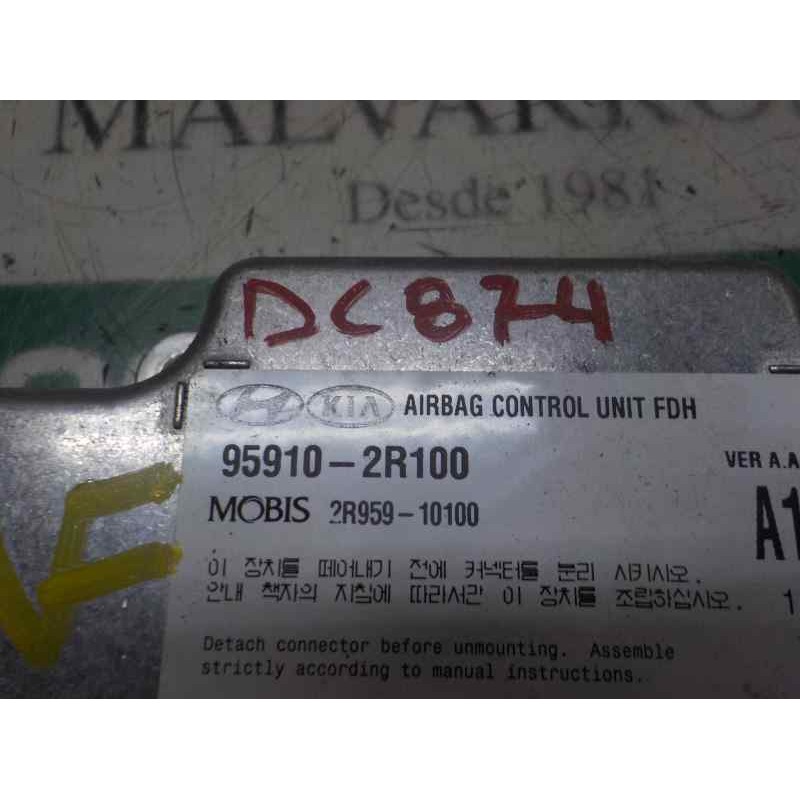 MALVARRO
Desde 1981
DC874
KIA AIRBAG CONTROL UNIT FDH
95910-2R100
VER A.A
MOBIS 2R959-10100
A1
이 장치를 떼어내기 전에 커넥터를 분리 시키시오.
안내 책자의 지침에 따라서만 이 장치를 조립하십시오.
1
Detach connector before unmounting. Assemble
strictly according to manual instructions.